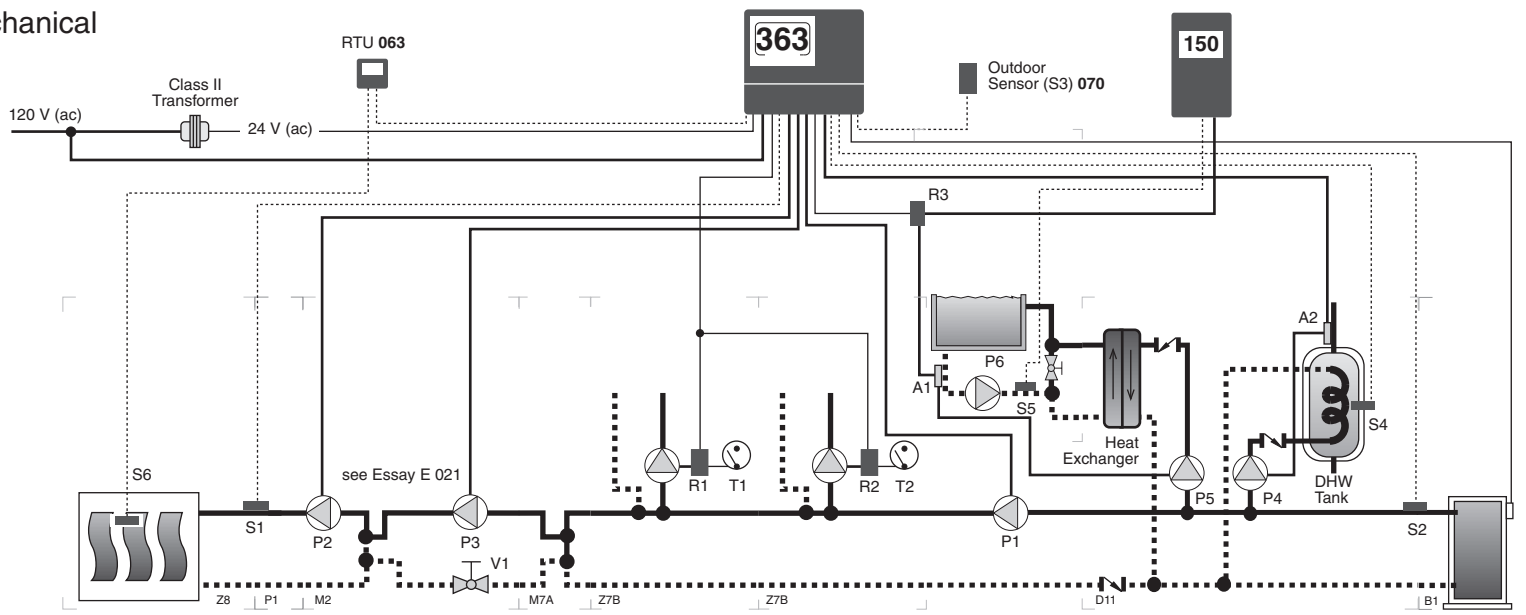 chanical
RTU 063
363
150
Class II
Transformer
Outdoor
Sensor (S3) 070
120 V (ac)
24 V (ac)
R3
A2
P6
A1
S5
S4
Heat
Exchanger
S6
see Essay E 021
R1
T1
R2
T2
P5
P4
DHW
Tank
S1
P2
P3
P1
S2
V1
Z8
P1
M2
M7A
Z7B
Z7B
D11
B1